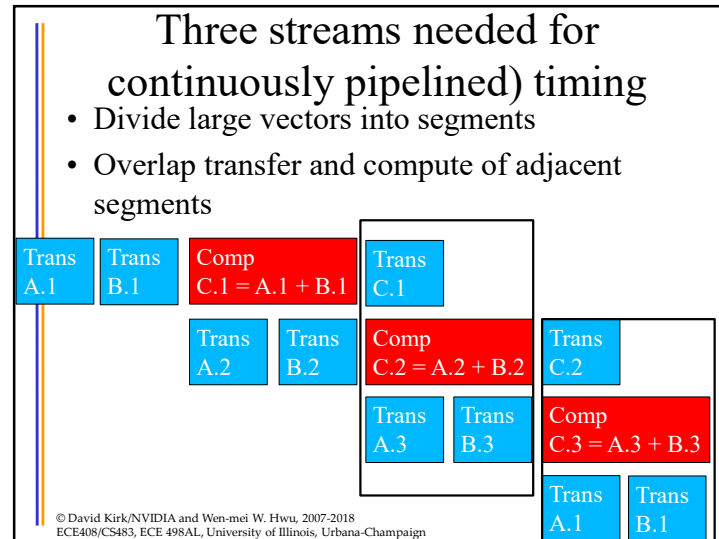 Three streams needed for
continuously pipelined) timing
• Divide large vectors into segments
• Overlap transfer and compute of adjacent
segments
Trans
A.1
Trans
B.1
Comp
C.1 = A.1 + B.1
Trans
C.1
Trans
A.2
Trans
B.2
Comp
C.2 = A.2 + B.2
Trans
C.2
Trans
A.3
Trans
B.3
Comp
C.3 = A.3 + B.3
Trans
A.1
Trans
B.1
© David Kirk/NVIDIA and Wen-mei W. Hwu, 2007-2018
ECE408/CS483, ECE 498AL, University of Illinois, Urbana-Champaign